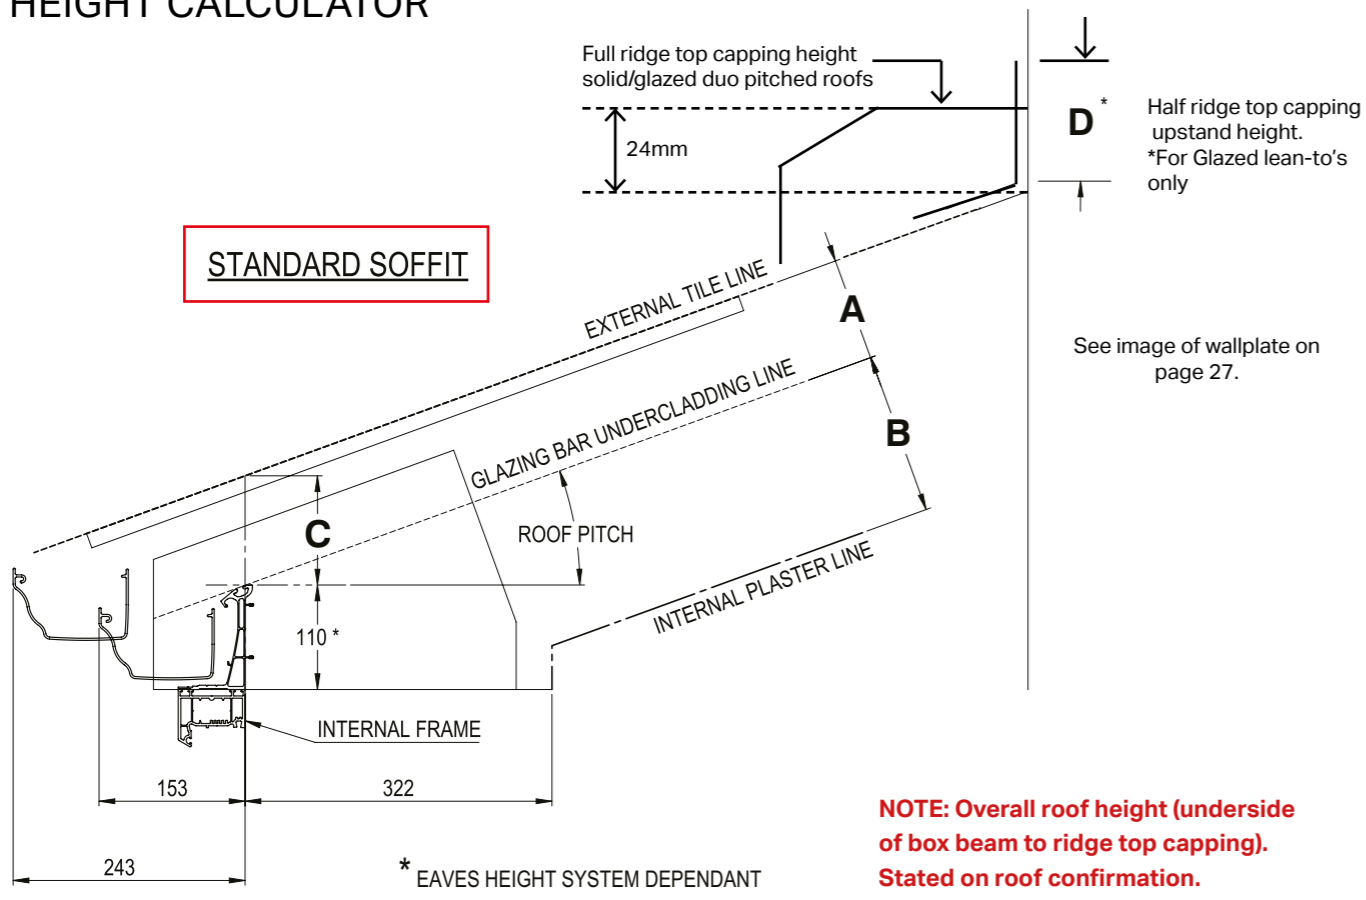 HEIGHT CALCULATOR
Full ridge top capping height
solid/glazed duo pitched roofs
24mm
D *
Half ridge top capping
upstand height.
*For Glazed lean-to's
only
STANDARD SOFFIT
EXTERNAL TILE LINE
A
See image of wallplate on
page 27.
GLAZING BAR UNDERCLADDING LINE
B
C
ROOF PITCH
INTERNAL PLASTER LINE
110 *
INTERNAL FRAME
153
322
243
* EAVES HEIGHT SYSTEM DEPENDANT
NOTE: Overall roof height (underside
of box beam to ridge top capping).
Stated on roof confirmation.